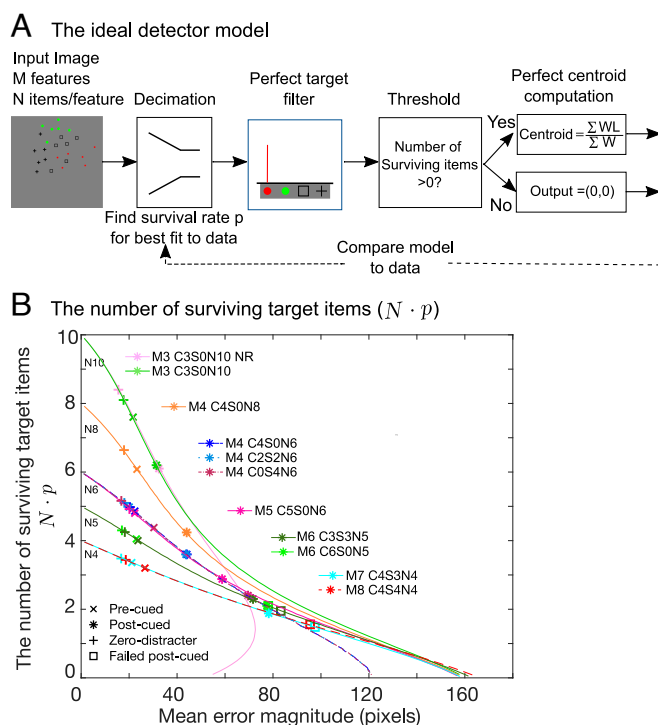 A The ideal detector model
Input Image
M features
N items/feature
Decimation
Find survival rate p
for best fit to data
Perfect target
filter
Threshold
Number of
Surviving items
>0?
Yes
No
Perfect centroid
computation
Centroid = ∑ WL / ∑ W
Output =(0,0)
Compare model
to data
B The number of surviving target items (N · p)
The number of surviving target items
N · p
10
8
6
4
2
0
N10
N8
N6
N5
N4
M3 C3S0N10 NR
M3 C3S0N10
M4 C4S0N8
M4 C4S0N6
M4 C2S2N6
M4 C0S4N6
M5 C5S0N6
M6 C3S3N5
M6 C6S0N5
M7 C4S3N4
M8 C4S4N4
Pre-cued
Post-cued
Zero-distracter
Failed post-cued
0 40 80 120 160
Mean error magnitude (pixels)